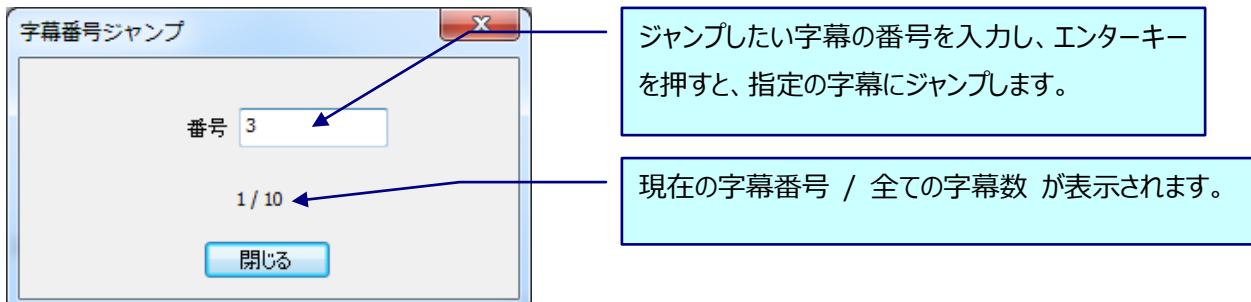 字幕番号ジャンプ
番号 3
1 / 10
閉じる
ジャンプしたい字幕の番号を入力し、エンターキー
を押すと、指定の字幕にジャンプします。
現在の字幕番号 / 全ての字幕数 が表示されます。